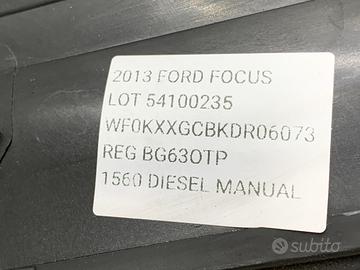 2013 FORD FOCUS
LOT 54100235
WF0KXXGCBKDR06073
REG BG63OTP
1560 DIESEL MANUAL
subito